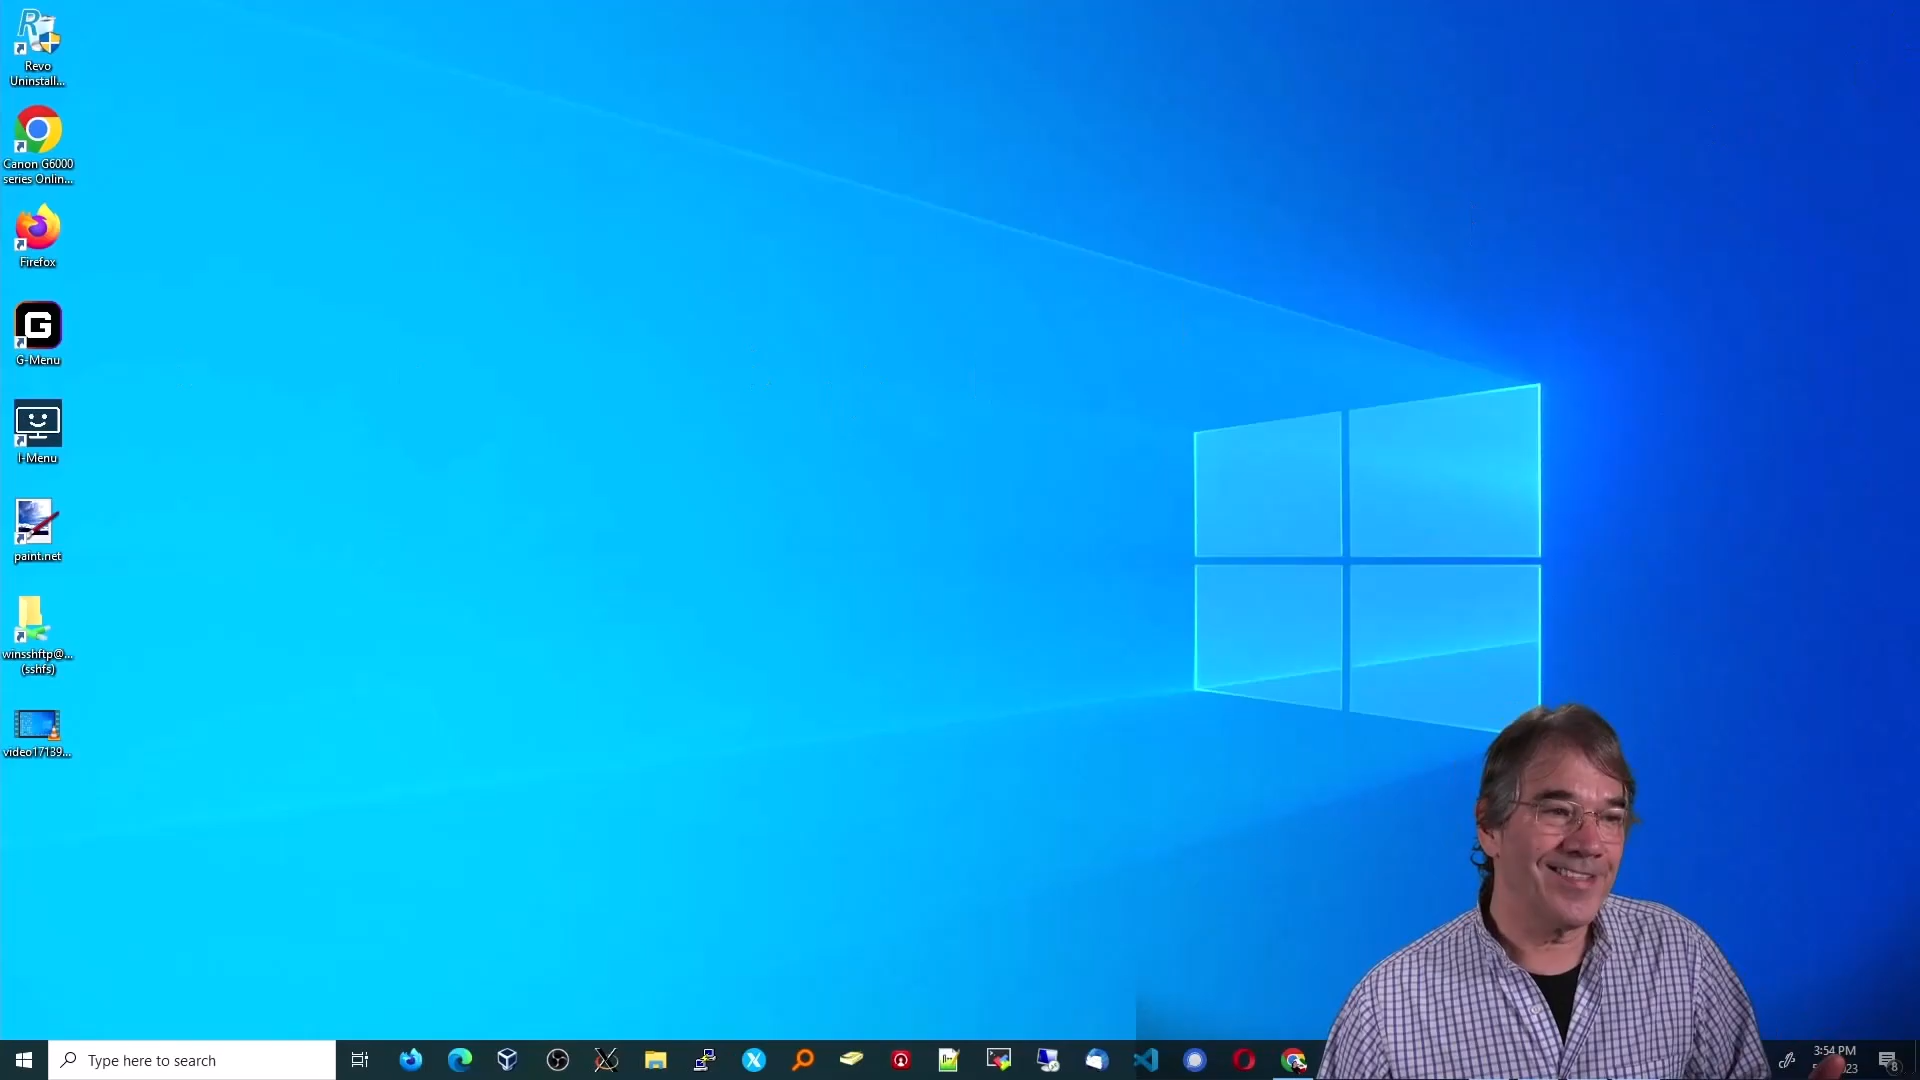 Revo
Uninstall...
Canon G6000
series Onlin...
Firefox
G-Menu
I-Menu
paint.net
winsshftp@...
(sshfs)
video17139...
Type here to search
3:54 PM
8